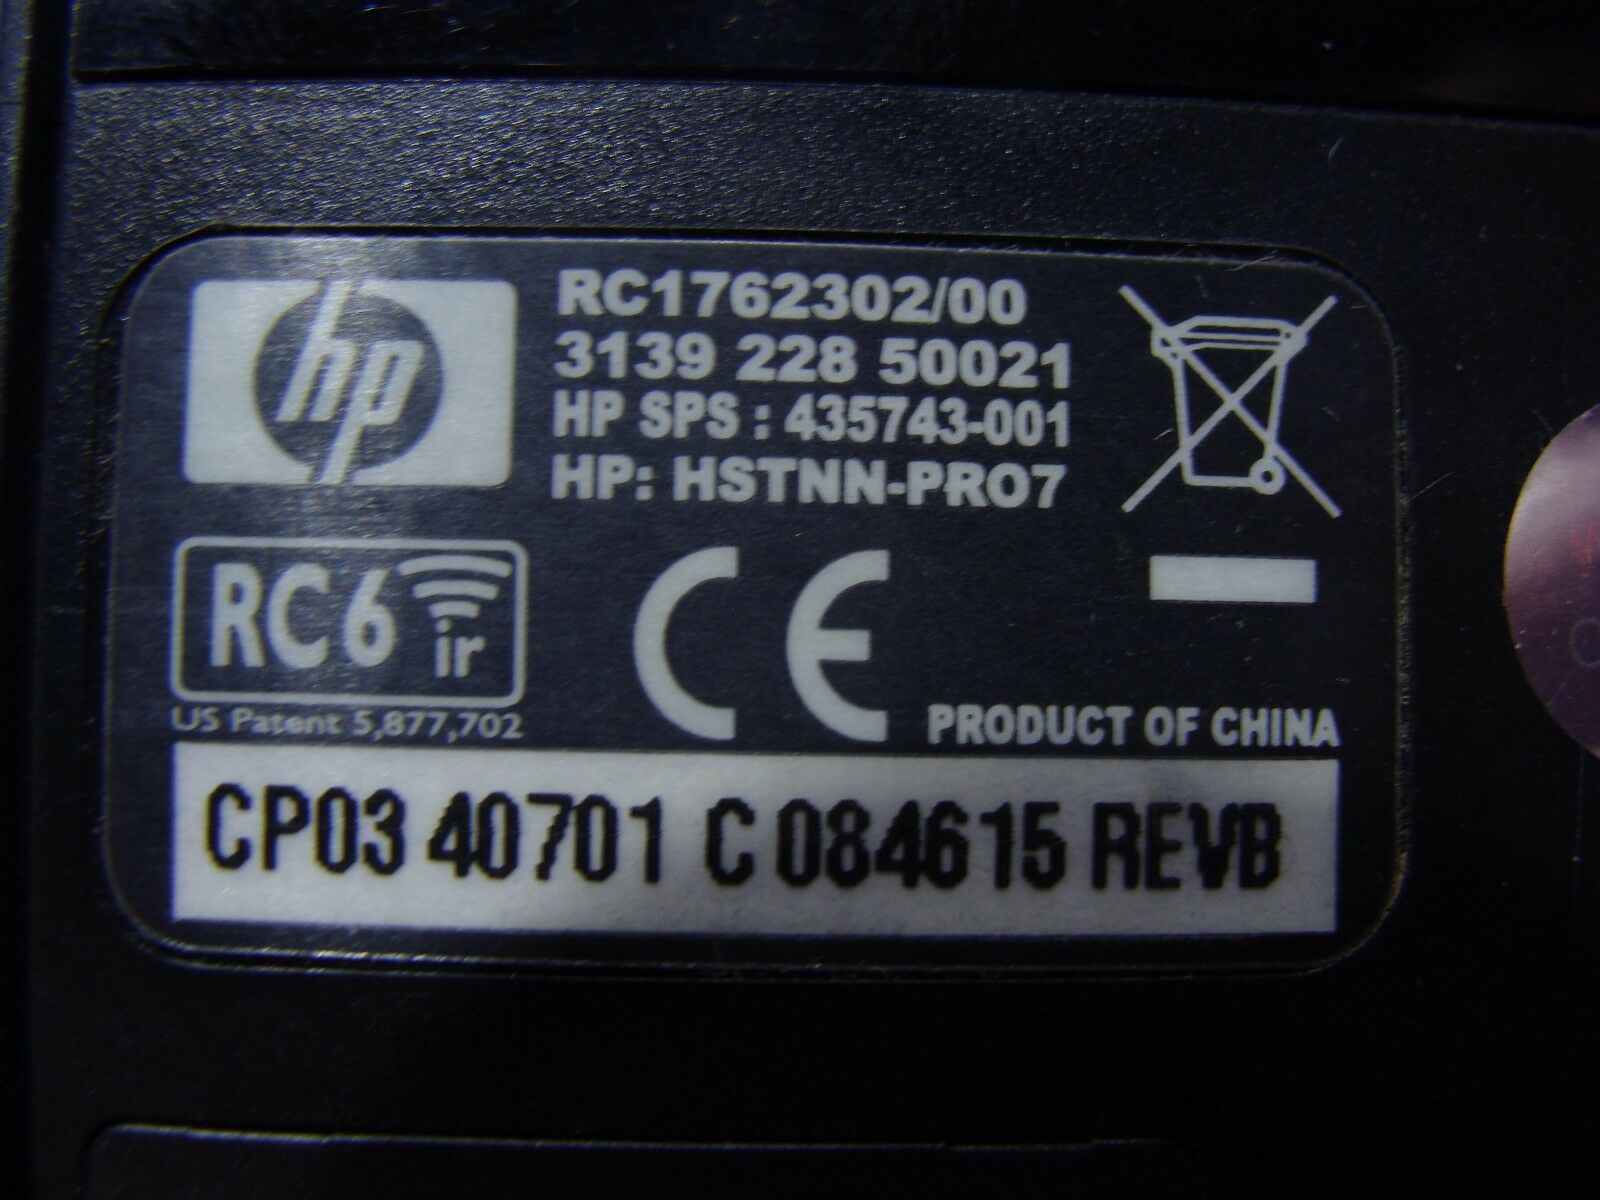 hp
RC1762302/00
3139 228 50021
HP SPS : 435743-001
HP: HSTNN-PR07
RC6 ir
CE
US Patent 5,877,702
PRODUCT OF CHINA
CP03 40701 C 084615 REVB